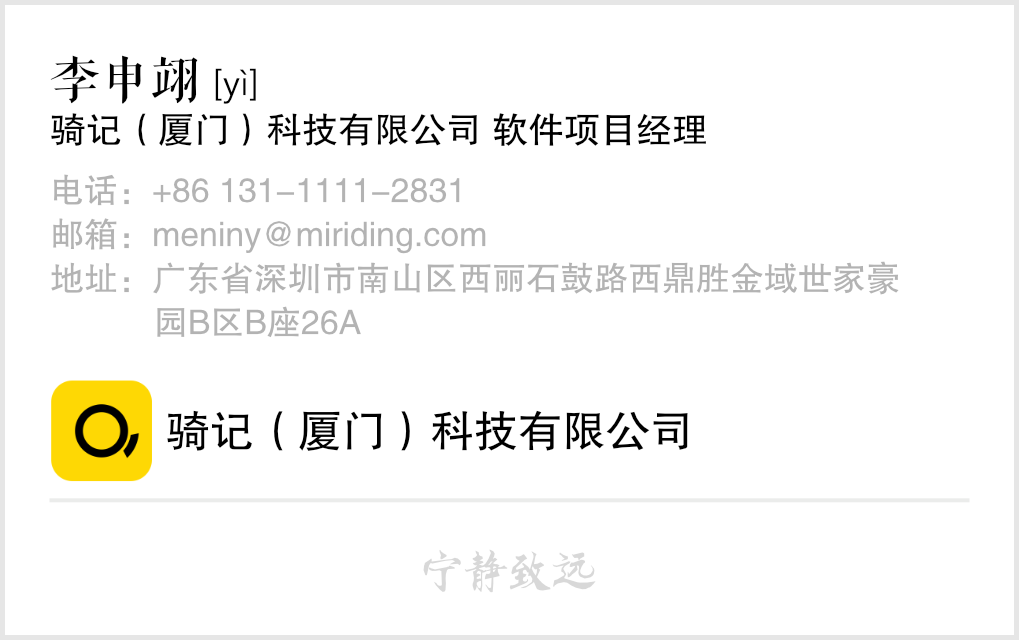 李申翊 [yì]
骑记（厦门）科技有限公司 软件项目经理
电话：+86 131-1111-2831
邮箱：meniny@miriding.com
地址：广东省深圳市南山区西丽石鼓路西鼎胜金域世家豪
园B区B座26A
骑记（厦门）科技有限公司
宁静致远